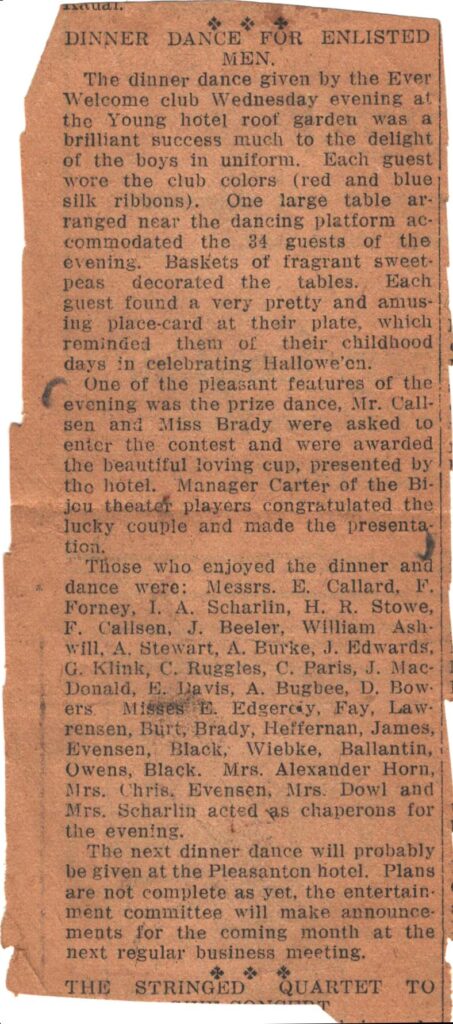 Kauai.
❖ ❖ ❖
DINNER DANCE FOR ENLISTED
MEN.
The dinner dance given by the Ever
Welcome club Wednesday evening at
the Young hotel roof garden was a
brilliant success much to the delight
of the boys in uniform. Each guest
wore the club colors (red and blue
silk ribbons). One large table ar-
ranged near the dancing platform ac-
commodated the 34 guests of the
evening. Baskets of fragrant sweet-
peas decorated the tables. Each
guest found a very pretty and amus-
ing place-card at their plate, which
reminded them of their childhood
days in celebrating Hallowe'en.
One of the pleasant features of the
evening was the prize dance, Mr. Call-
sen and Miss Brady were asked to
enter the contest and were awarded
the beautiful loving cup, presented by
the hotel. Manager Carter of the Bi-
jou theater players congratulated the
lucky couple and made the presenta-
tion.
Those who enjoyed the dinner and
dance were: Messrs. E. Callard, F.
Forney, I. A. Scharlin, H. R. Stowe,
F. Callsen, J. Beeler, William Ash-
will, A. Stewart, A. Burke, J. Edwards,
G. Klink, C. Ruggles, C. Paris, J. Mac-
Donald, E. Davis, A. Bugbee, D. Bow-
ers Misses E. Edgercy, Fay, Law-
rensen, Burt, Brady, Heffernan, James,
Evensen, Black, Wiebke, Ballantin,
Owens, Black. Mrs. Alexander Horn,
Mrs. Chris. Evensen, Mrs. Dowl and
Mrs. Scharlin acted as chaperons for
the evening.
The next dinner dance will probably
be given at the Pleasanton hotel. Plans
are not complete as yet, the entertain-
ment committee will make announce-
ments for the coming month at the
next regular business meeting.
❖ ❖ ❖
THE STRINGED QUARTET TO
CONCERT